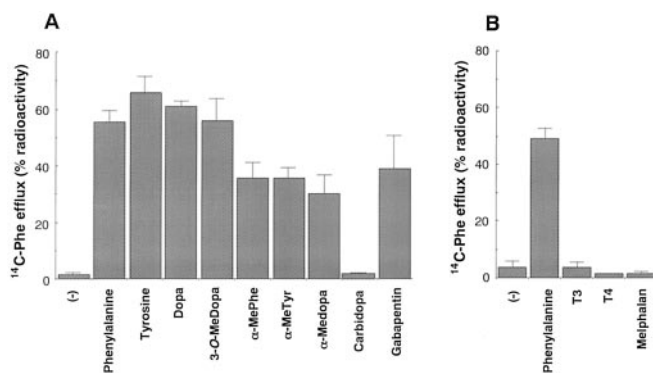 A
¹⁴C-Phe efflux (% radioactivity)
80
60
40
20
0
(-)
Phenylalanine
Tyrosine
Dopa
3-O-MeDopa
α-MePhe
α-MeTyr
α-Medopa
Carbidopa
Gabapentin
B
¹⁴C-Phe efflux (% radioactivity)
80
60
40
20
0
(-)
Phenylalanine
T3
T4
Melphalan